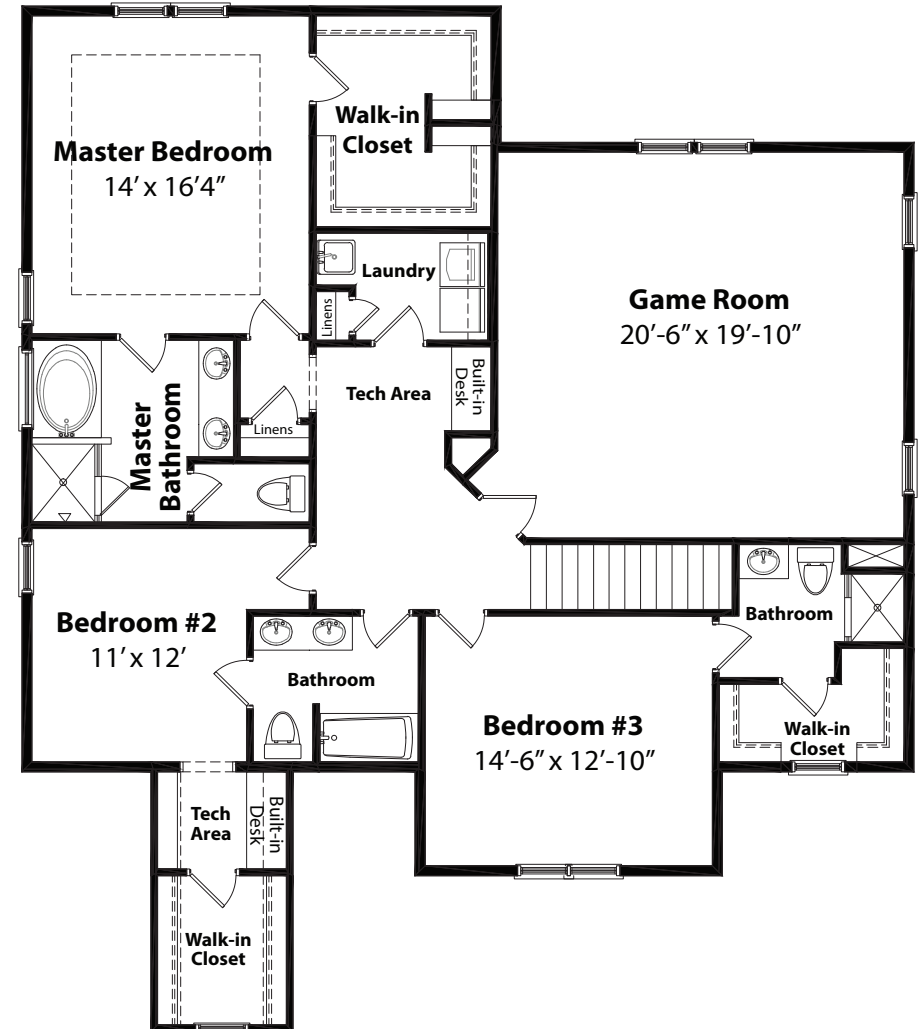 Master Bedroom
14’ x 16’4”
Walk-in
Closet
Laundry
Linens
Game Room
20’-6” x 19’-10”
Tech Area
Built-in
Desk
Linens
Master
Bathroom
Bedroom #2
11’ x 12’
Bathroom
Bathroom
Bedroom #3
14’-6” x 12’-10”
Walk-in
Closet
Tech
Area
Built-in
Desk
Walk-in
Closet